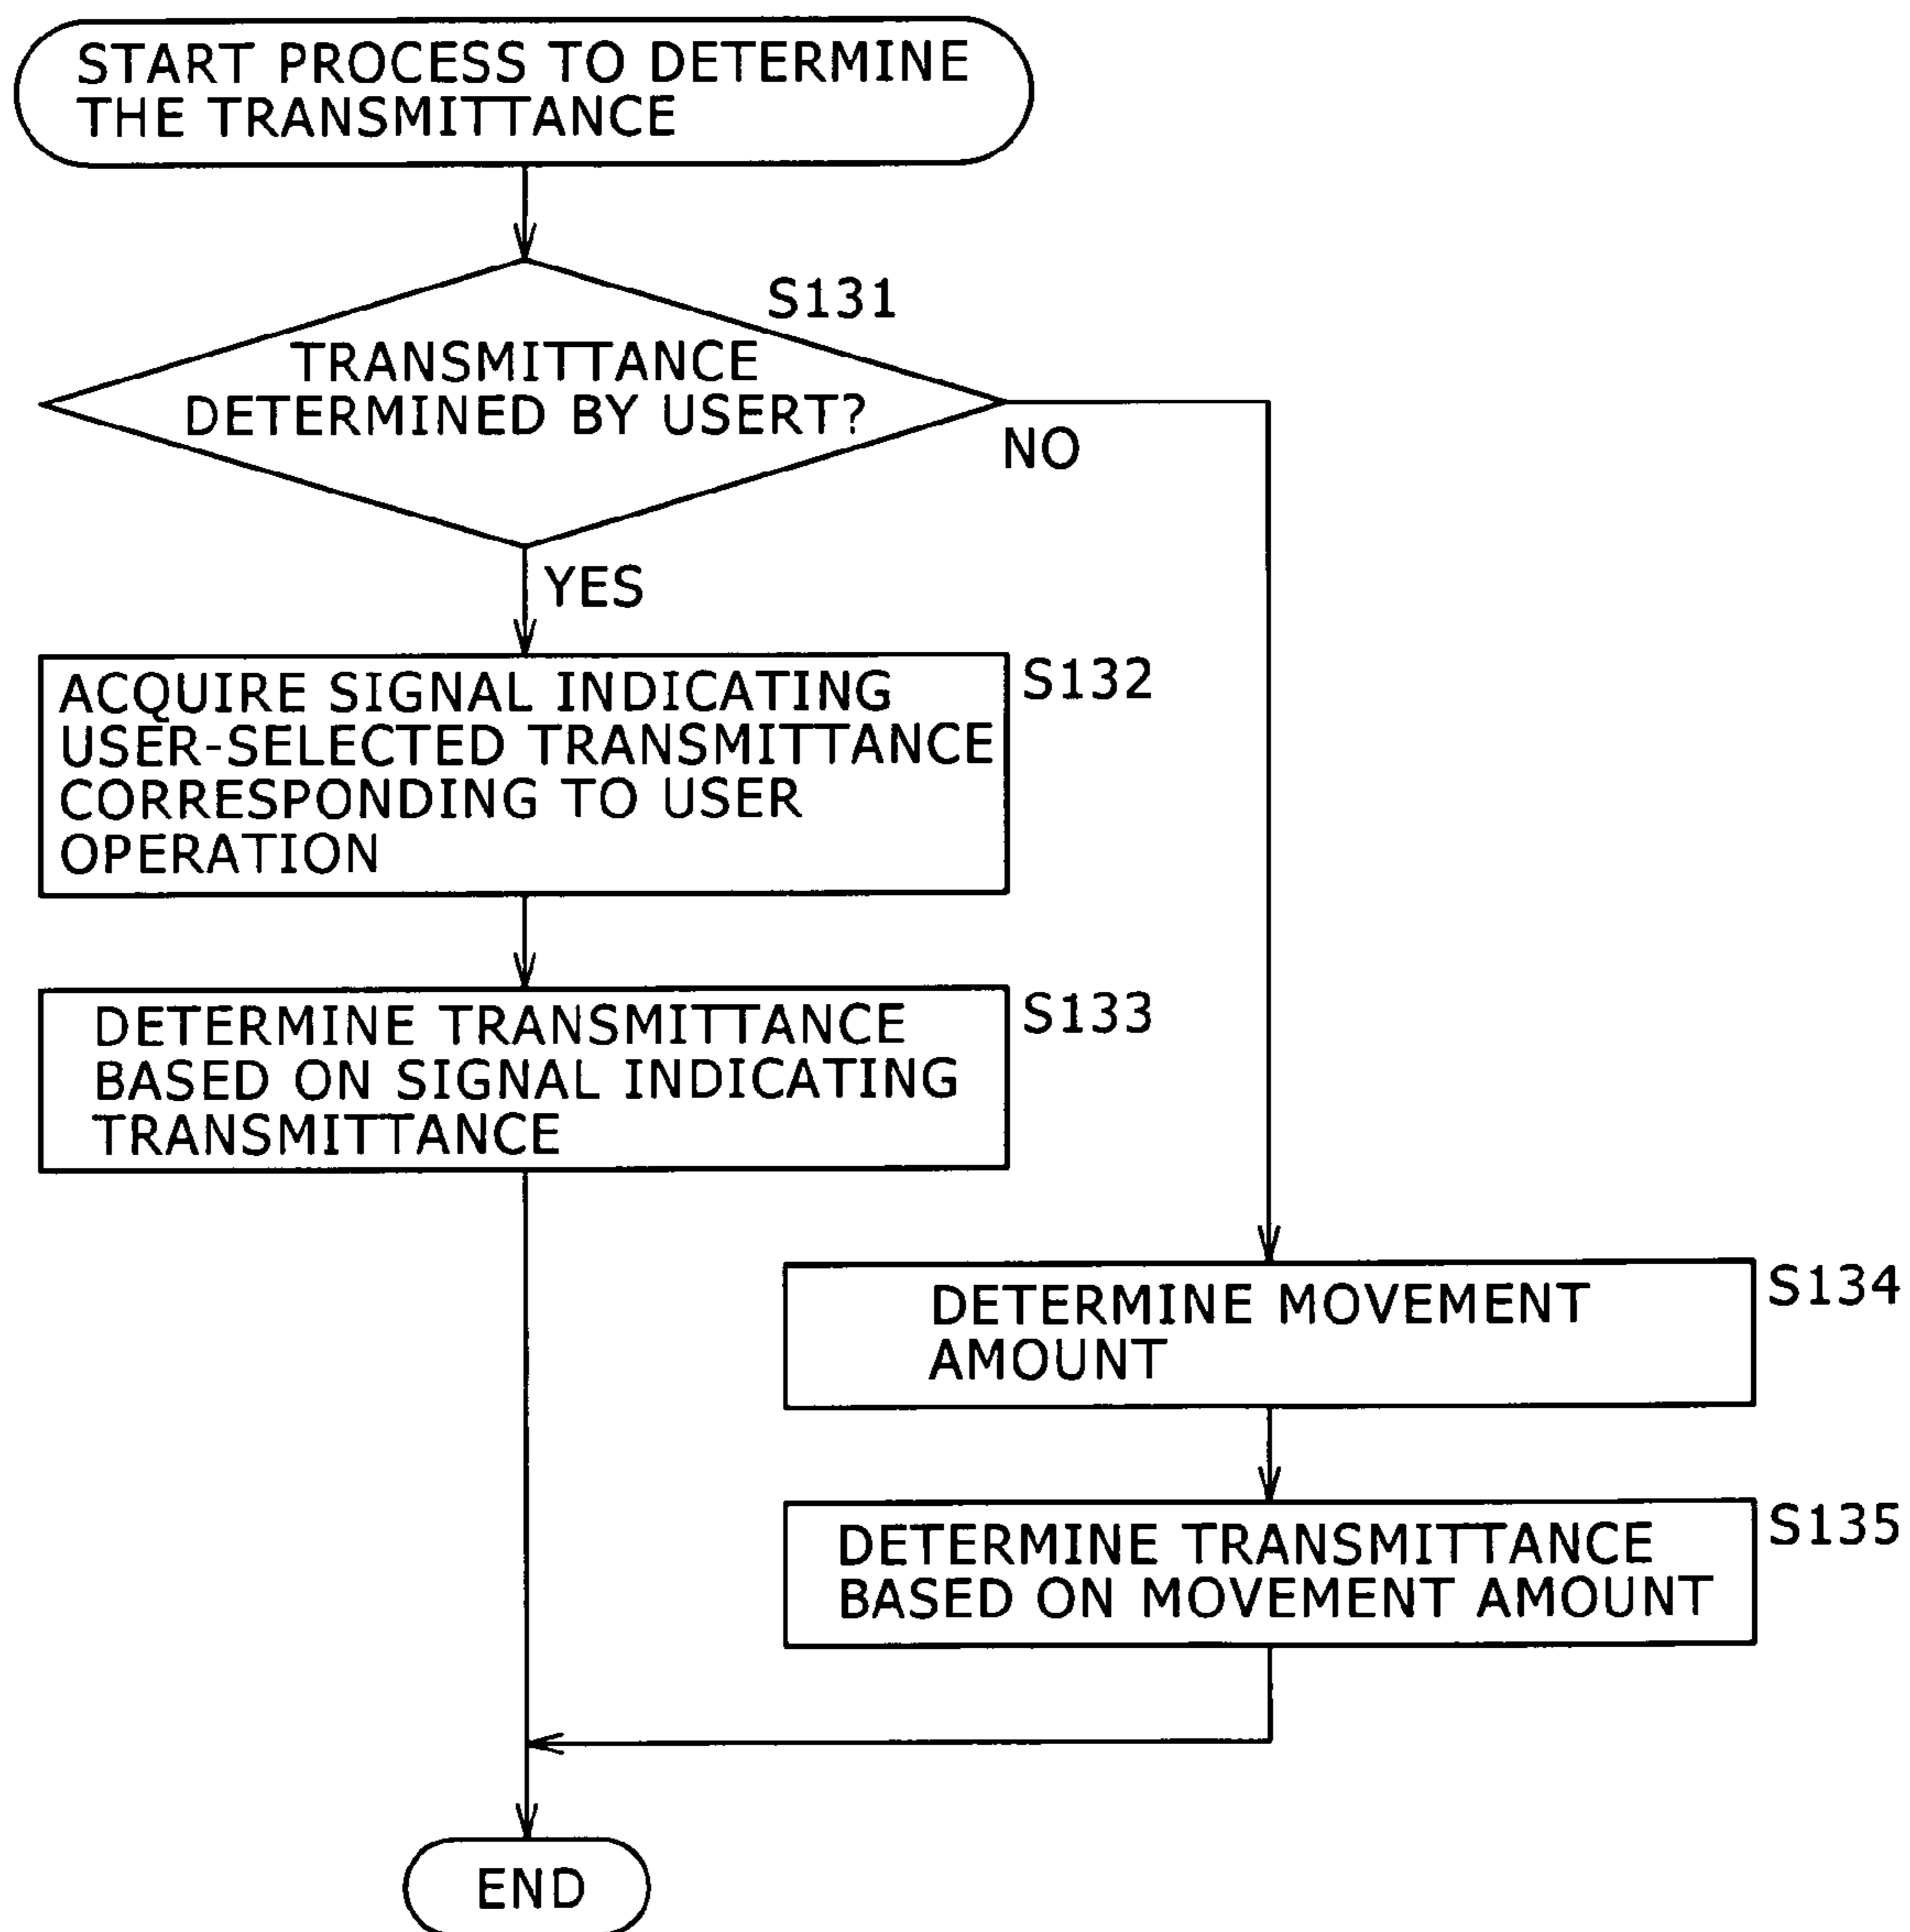 START PROCESS TO DETERMINE
THE TRANSMITTANCE
S131
TRANSMITTANCE
DETERMINED BY USERT?
NO
YES
S132
ACQUIRE SIGNAL INDICATING
USER-SELECTED TRANSMITTANCE
CORRESPONDING TO USER
OPERATION
S133
DETERMINE TRANSMITTANCE
BASED ON SIGNAL INDICATING
TRANSMITTANCE
S134
DETERMINE MOVEMENT
AMOUNT
S135
DETERMINE TRANSMITTANCE
BASED ON MOVEMENT AMOUNT
END